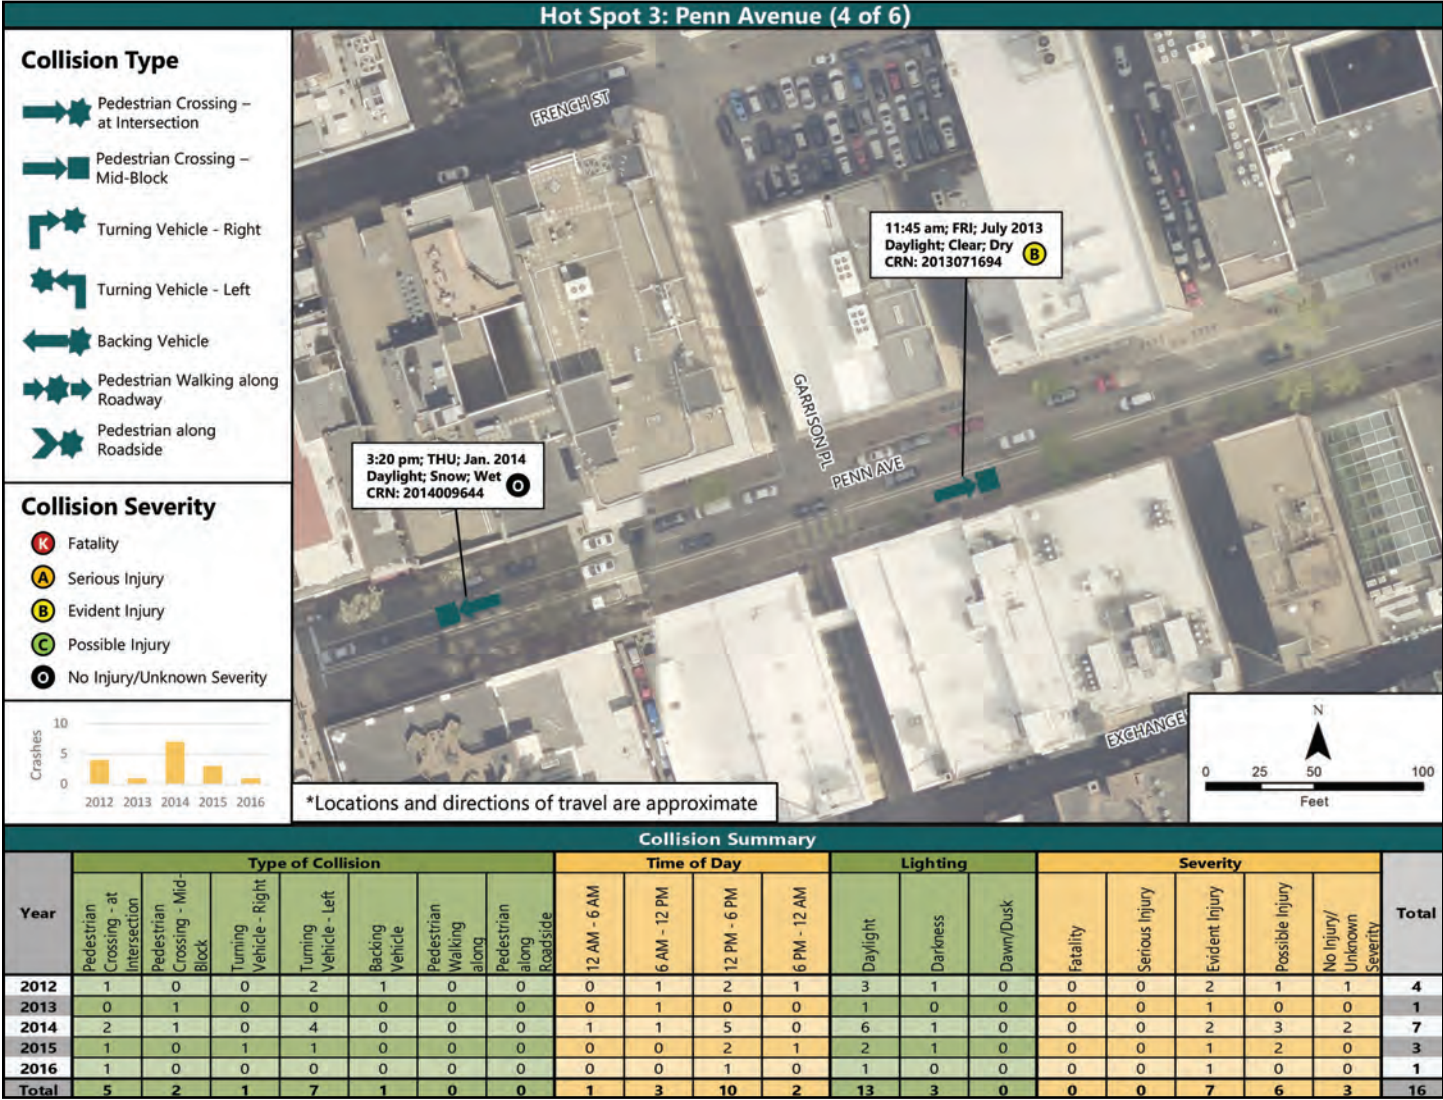 Hot Spot 3: Penn Avenue (4 of 6)
Collision Type
Pedestrian Crossing –
at Intersection
Pedestrian Crossing –
Mid-Block
Turning Vehicle - Right
Turning Vehicle - Left
Backing Vehicle
Pedestrian Walking along
Roadway
Pedestrian along
Roadside
Collision Severity
K Fatality
A Serious Injury
B Evident Injury
C Possible Injury
O No Injury/Unknown Severity
Crashes
10
5
0
2012 2013 2014 2015 2016
FRENCH ST
11:45 am; FRI; July 2013
Daylight; Clear; Dry B
CRN: 2013071694
GARRISON PL
PENN AVE
3:20 pm; THU; Jan. 2014
Daylight; Snow; Wet O
CRN: 2014009644
EXCHANGE
N
0 25 50 100
Feet
*Locations and directions of travel are approximate
Collision Summary
Year Type of Collision Time of Day Lighting Severity Total
Pedestrian Crossing - at Intersection
Pedestrian Crossing - Mid-Block
Turning Vehicle - Right
Turning Vehicle - Left
Backing Vehicle
Pedestrian Walking along
Pedestrian along Roadside
12 AM - 6 AM
6 AM - 12 PM
12 PM - 6 PM
6 PM - 12 AM
Daylight
Darkness
Dawn/Dusk
Fatality
Serious Injury
Evident Injury
Possible Injury
No Injury/ Unknown Severity
2012 1 0 0 2 1 0 0 0 1 2 1 3 1 0 0 0 2 1 1 4
2013 0 1 0 0 0 0 0 0 1 0 0 1 0 0 0 0 1 0 0 1
2014 2 1 0 4 0 0 0 1 1 5 0 6 1 0 0 0 2 3 2 7
2015 1 0 1 1 0 0 0 0 0 2 1 2 1 0 0 0 1 2 0 3
2016 1 0 0 0 0 0 0 0 0 1 0 1 0 0 0 0 1 0 0 1
Total 5 2 1 7 1 0 0 1 3 10 2 13 3 0 0 0 7 6 3 16